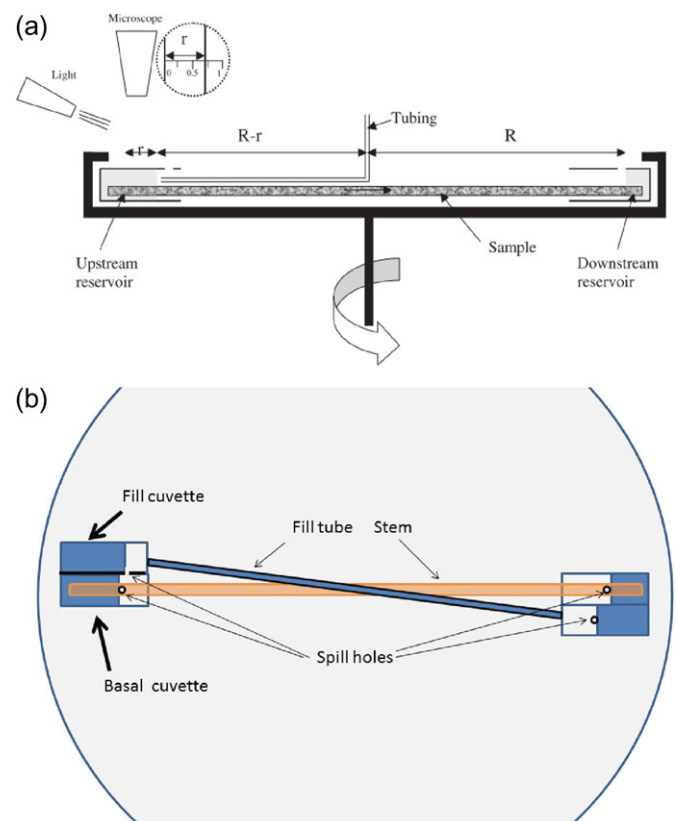 (a)
Microscope
r
0 0.5 1
Light
Tubing
r
R-r
R
Sample
Upstream
reservoir
Downstream
reservoir
(b)
Fill cuvette
Fill tube
Stem
Spill holes
Basal cuvette